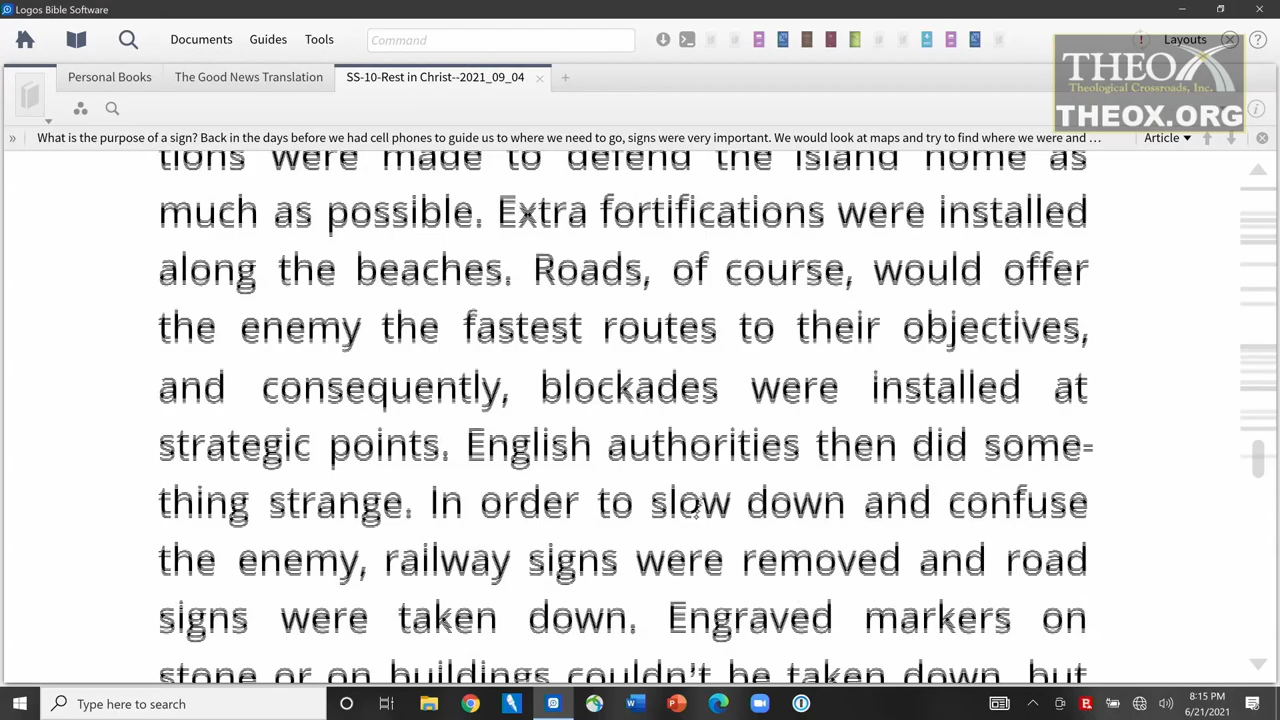 Logos Bible Software
Documents Guides Tools Command Layouts
THEOX
Theological Crossroads, Inc.
THEOX.ORG
Personal Books The Good News Translation SS-10-Rest in Christ--2021_09_04
What is the purpose of a sign? Back in the days before we had cell phones to guide us to where we need to go, signs were very important. We would look at maps and try to find where we were and ... Article
tions were made to defend the island home as
much as possible. Extra fortifications were installed
along the beaches. Roads, of course, would offer
the enemy the fastest routes to their objectives,
and consequently, blockades were installed at
strategic points. English authorities then did some-
thing strange. In order to slow down and confuse
the enemy, railway signs were removed and road
signs were taken down. Engraved markers on
stone or on buildings couldn't be taken down, but
Type here to search
8:15 PM
6/21/2021